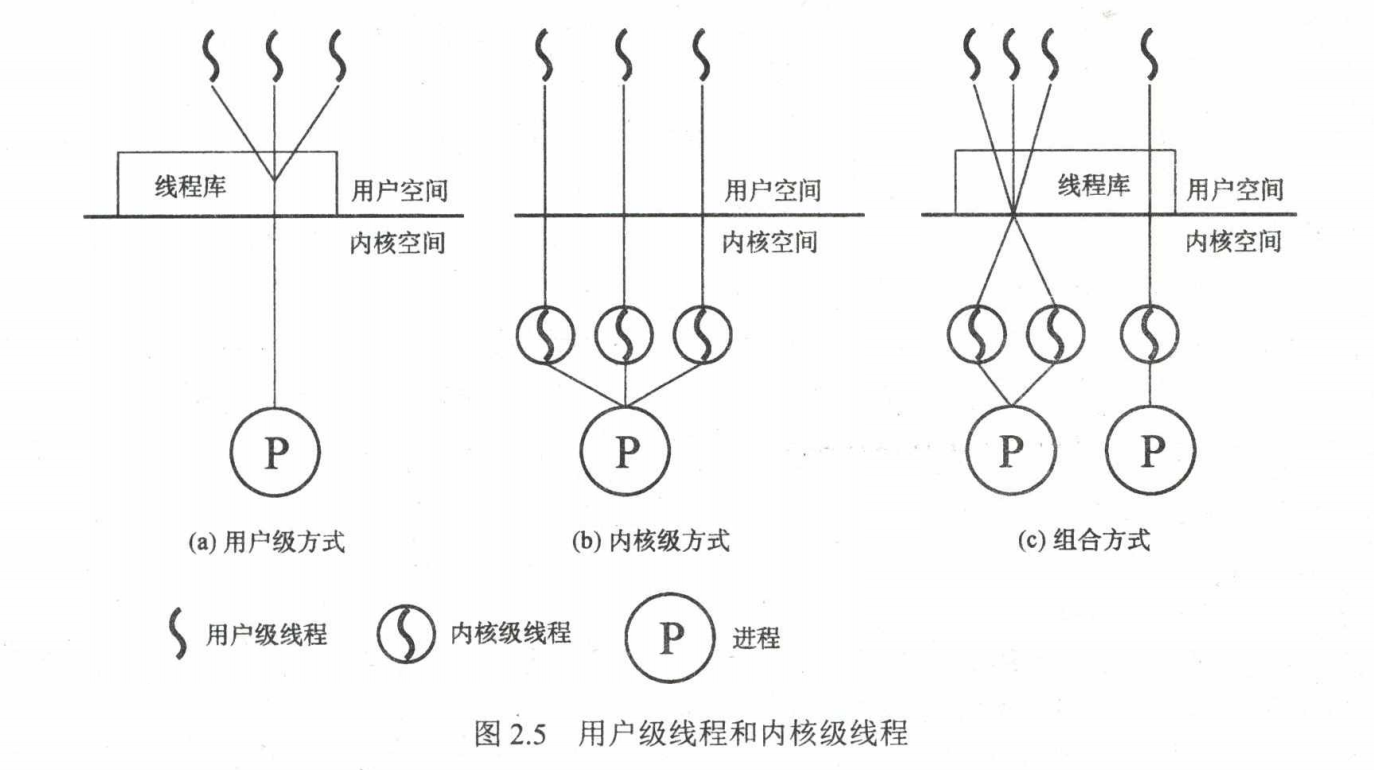 线程库 用户空间
内核空间
P
(a) 用户级方式
用户空间
内核空间
P
(b) 内核级方式
线程库 用户空间
内核空间
P P
(c) 组合方式
用户级线程 内核级线程 P 进程
图 2.5 用户级线程和内核级线程